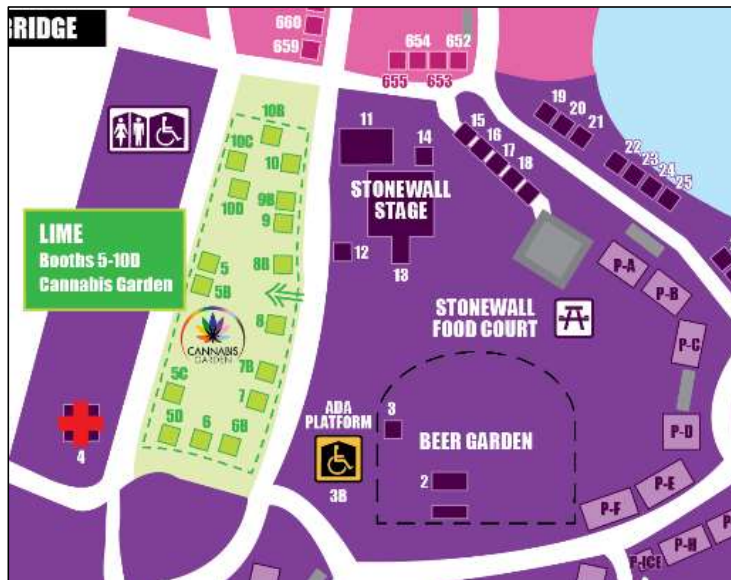 RIDGE
660
659
654
652
655
653
19
20
21
15
16
17
18
22
23
24
25
10B
10C
10
10D
9B
9
11
14
STONEWALL
STAGE
12
13
LIME
Booths 5-10D
Cannabis Garden
5
5B
8B
8
CANNABIS
GARDEN
7B
7
5C
5D
6
6B
4
P-A
P-B
P-C
P-D
P-E
P-F
P-H
P-ICE
STONEWALL
FOOD COURT
ADA
PLATFORM
3B
3
BEER GARDEN
2